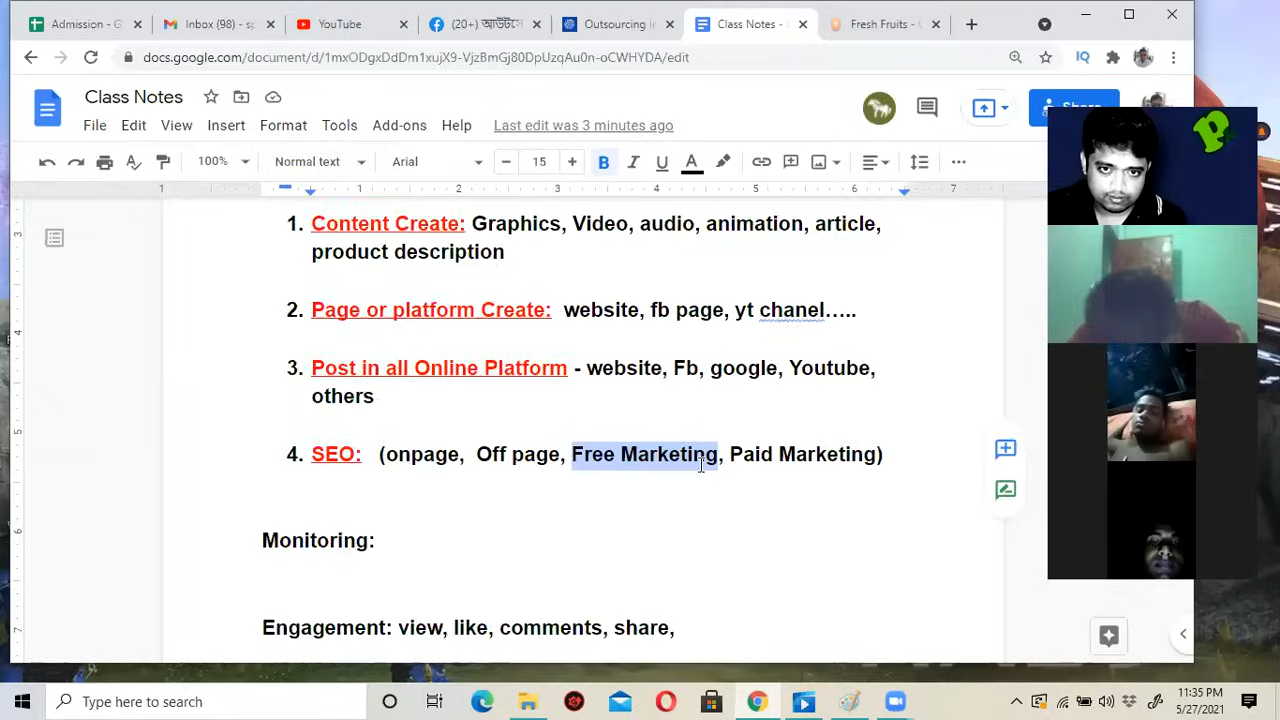 Admission - G
Inbox (98) - s
YouTube
(20+) আউটসে
Outsourcing I
Class Notes -
Fresh Fruits -
docs.google.com/document/d/1mxODgxdDm1xujX9-VjzBmGj80DpUzqAu0n-oCWHYDA/edit
Class Notes
File Edit View Insert Format Tools Add-ons Help Last edit was 3 minutes ago
Share
100% Normal text Arial 15
1. Content Create: Graphics, Video, audio, animation, article,
product description
2. Page or platform Create: website, fb page, yt chanel…..
3. Post in all Online Platform - website, Fb, google, Youtube,
others
4. SEO: (onpage, Off page, Free Marketing, Paid Marketing)
Monitoring:
Engagement: view, like, comments, share,
Type here to search
11:35 PM
5/27/2021